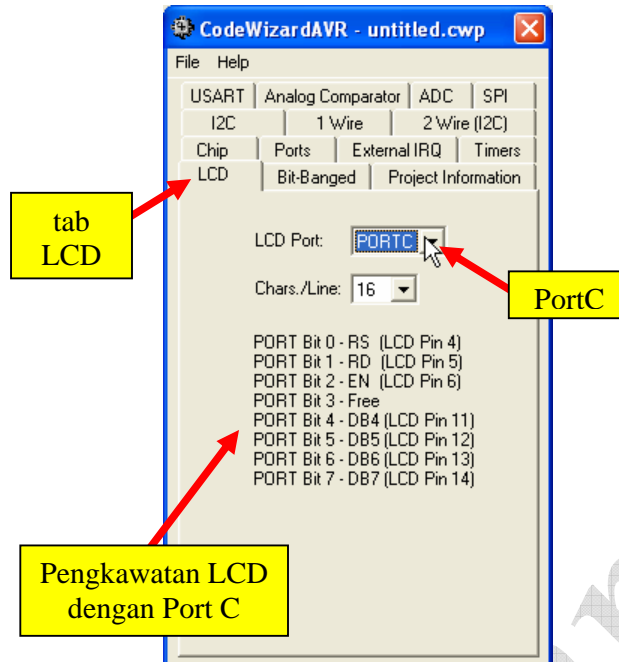 CodeWizardAVR - untitled.cwp
File Help
USART Analog Comparator ADC SPI
I2C 1 Wire 2 Wire (I2C)
Chip Ports External IRQ Timers
LCD Bit-Banged Project Information
tab
LCD
LCD Port: PORTC
PortC
Chars./Line: 16
PORT Bit 0 - RS (LCD Pin 4)
PORT Bit 1 - RD (LCD Pin 5)
PORT Bit 2 - EN (LCD Pin 6)
PORT Bit 3 - Free
PORT Bit 4 - DB4 (LCD Pin 11)
PORT Bit 5 - DB5 (LCD Pin 12)
PORT Bit 6 - DB6 (LCD Pin 13)
PORT Bit 7 - DB7 (LCD Pin 14)
Pengkawatan LCD
dengan Port C